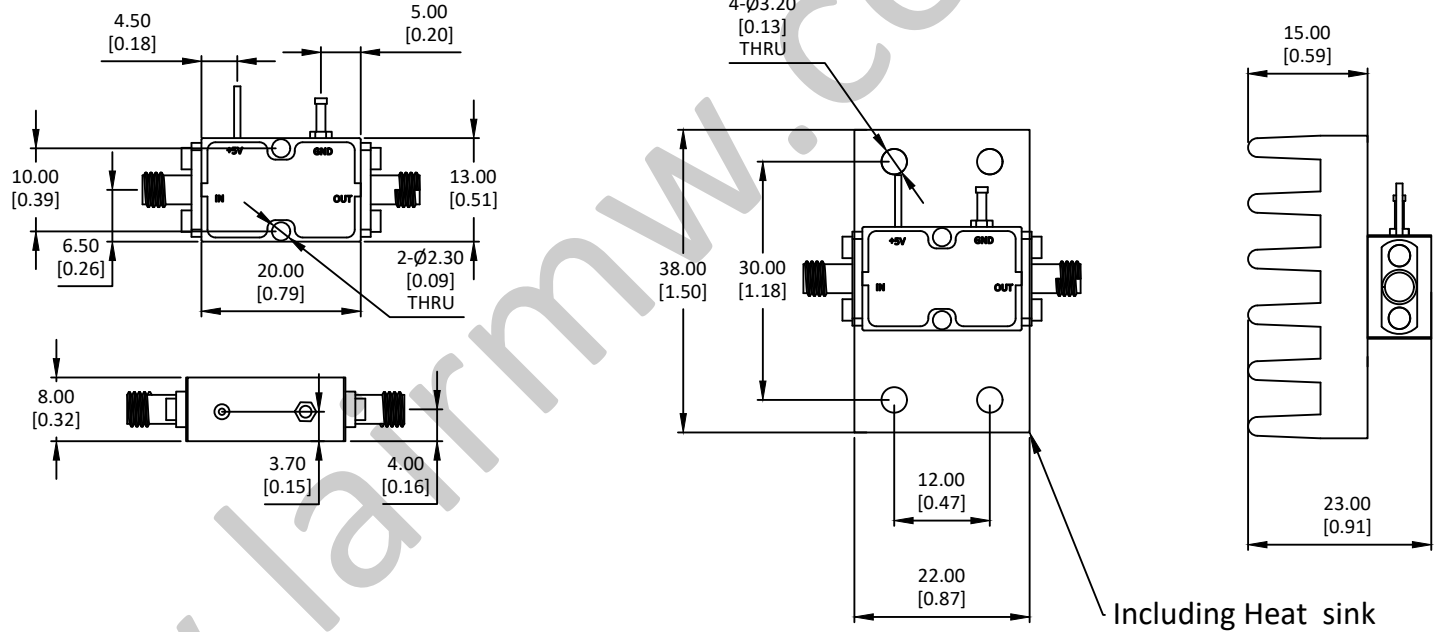 4.50
[0.18]
5.00
[0.20]
+5V
GND
IN
OUT
10.00
[0.39]
13.00
[0.51]
6.50
[0.26]
20.00
[0.79]
2-Ø2.30
[0.09]
THRU
8.00
[0.32]
3.70
[0.15]
4.00
[0.16]
4-Ø3.20
[0.13]
THRU
38.00
[1.50]
30.00
[1.18]
+5V
GND
IN
OUT
12.00
[0.47]
22.00
[0.87]
Including Heat sink
15.00
[0.59]
23.00
[0.91]